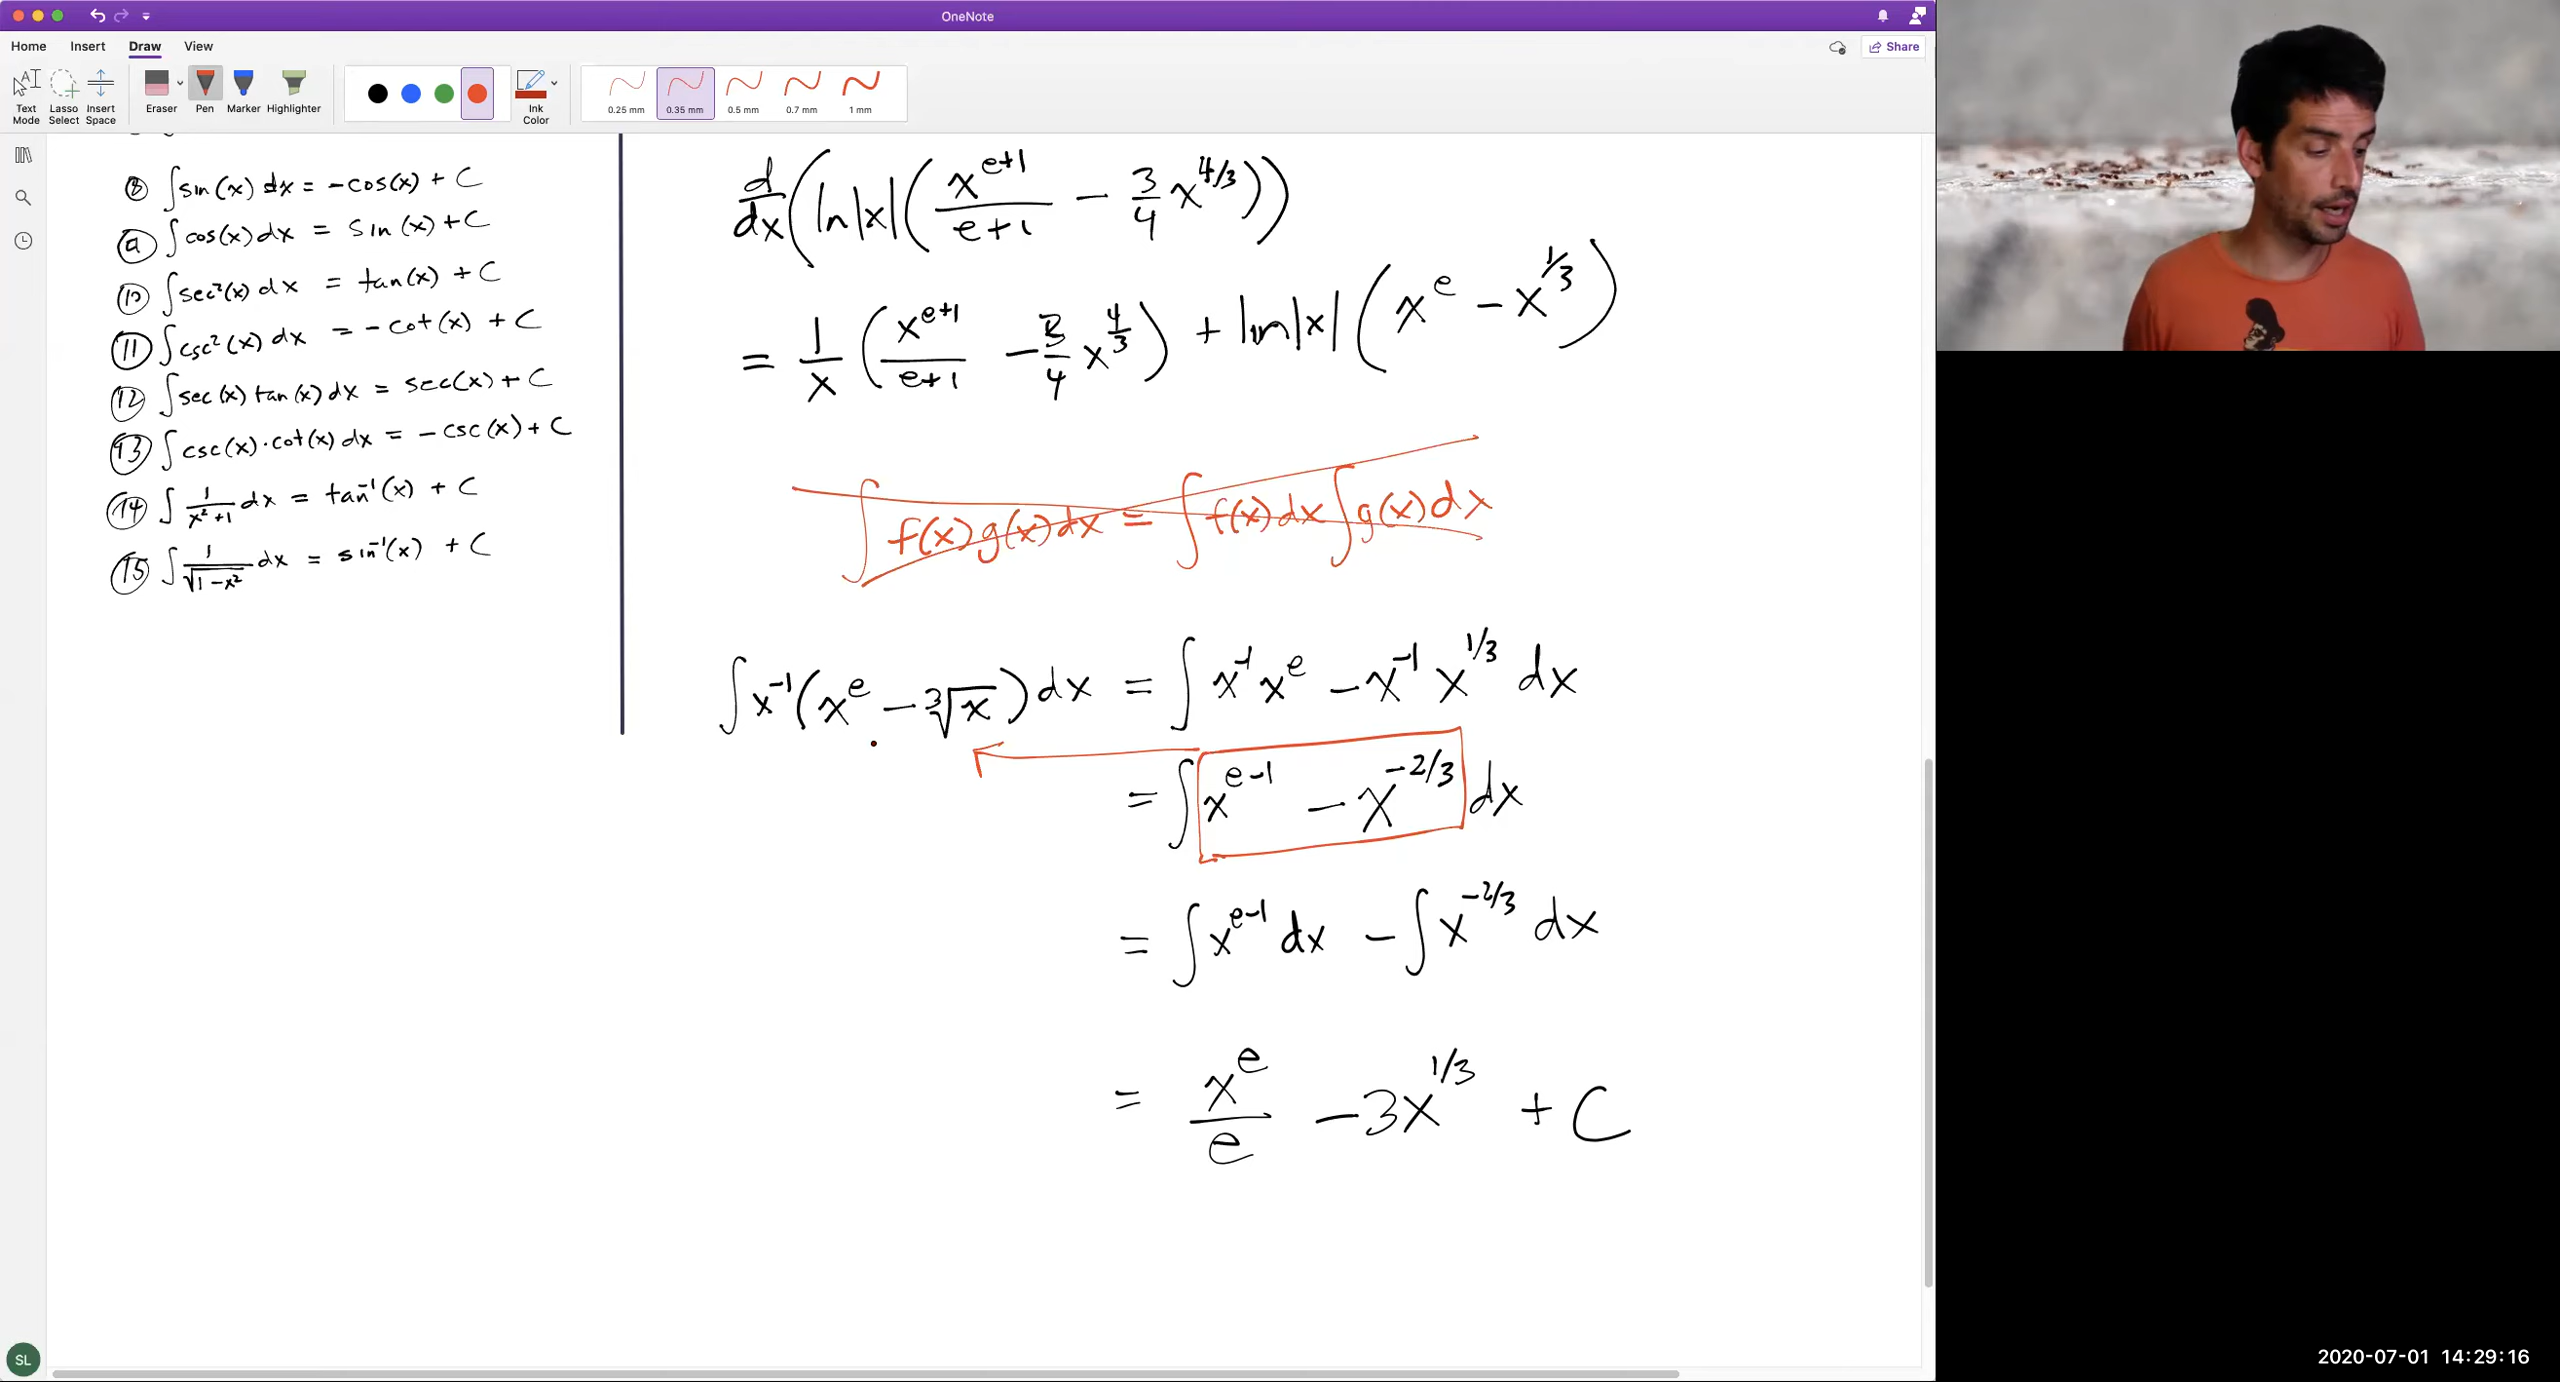 OneNote
Home Insert Draw View
Share
Text Mode
Lasso Select
Insert Space
Eraser
Pen
Marker
Highlighter
Ink Color
0.25 mm
0.35 mm
0.5 mm
0.7 mm
1 mm
⑧ ∫sin(x) dx = -cos(x) + C
⑨ ∫cos(x)dx = sin(x) + C
⑩ ∫sec²(x) dx = tan(x) + C
⑪ ∫csc²(x) dx = -cot(x) + C
⑫ ∫sec(x) tan(x) dx = sec(x) + C
⑬ ∫csc(x)·cot(x) dx = -csc(x) + C
⑭ ∫ 1/(x²+1) dx = tan⁻¹(x) + C
⑮ ∫ 1/√(1-x²) dx = sin⁻¹(x) + C
d/dx (ln|x| (x^(e+1)/(e+1) - 3/4 x^(4/3)))
= 1/x (x^(e+1)/(e+1) - 3/4 x^(4/3)) + ln|x| (x^e - x^(1/3))
∫f(x)g(x)dx = ∫f(x)dx ∫g(x)dx
∫x⁻¹(x^e - ∛x) dx = ∫ x⁻¹ x^e - x⁻¹ x^(1/3) dx
= ∫ x^(e-1) - x^(-2/3) dx
= ∫ x^(e-1) dx - ∫ x^(-2/3) dx
= x^e/e - 3x^(1/3) + C
SL
2020-07-01 14:29:16